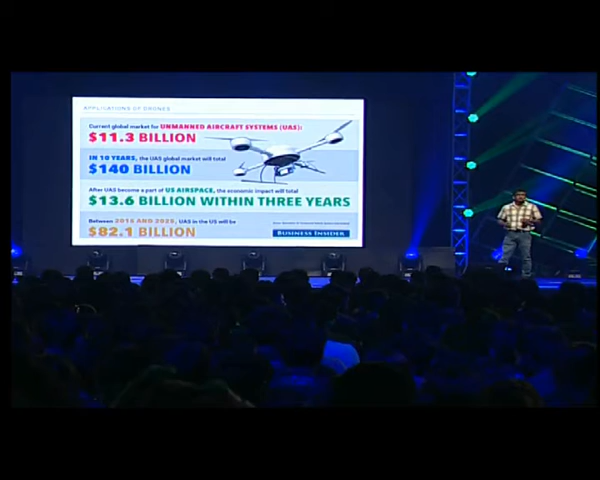 APPLICATIONS OF DRONES
Current global market for UNMANNED AIRCRAFT SYSTEMS (UAS):
$11.3 BILLION
IN 10 YEARS, the UAS global market will total
$140 BILLION
After UAS become a part of US AIRSPACE, the economic impact will total
$13.6 BILLION WITHIN THREE YEARS
Between 2015 AND 2025, UAS in the US will be
$82.1 BILLION
BUSINESS INSIDER